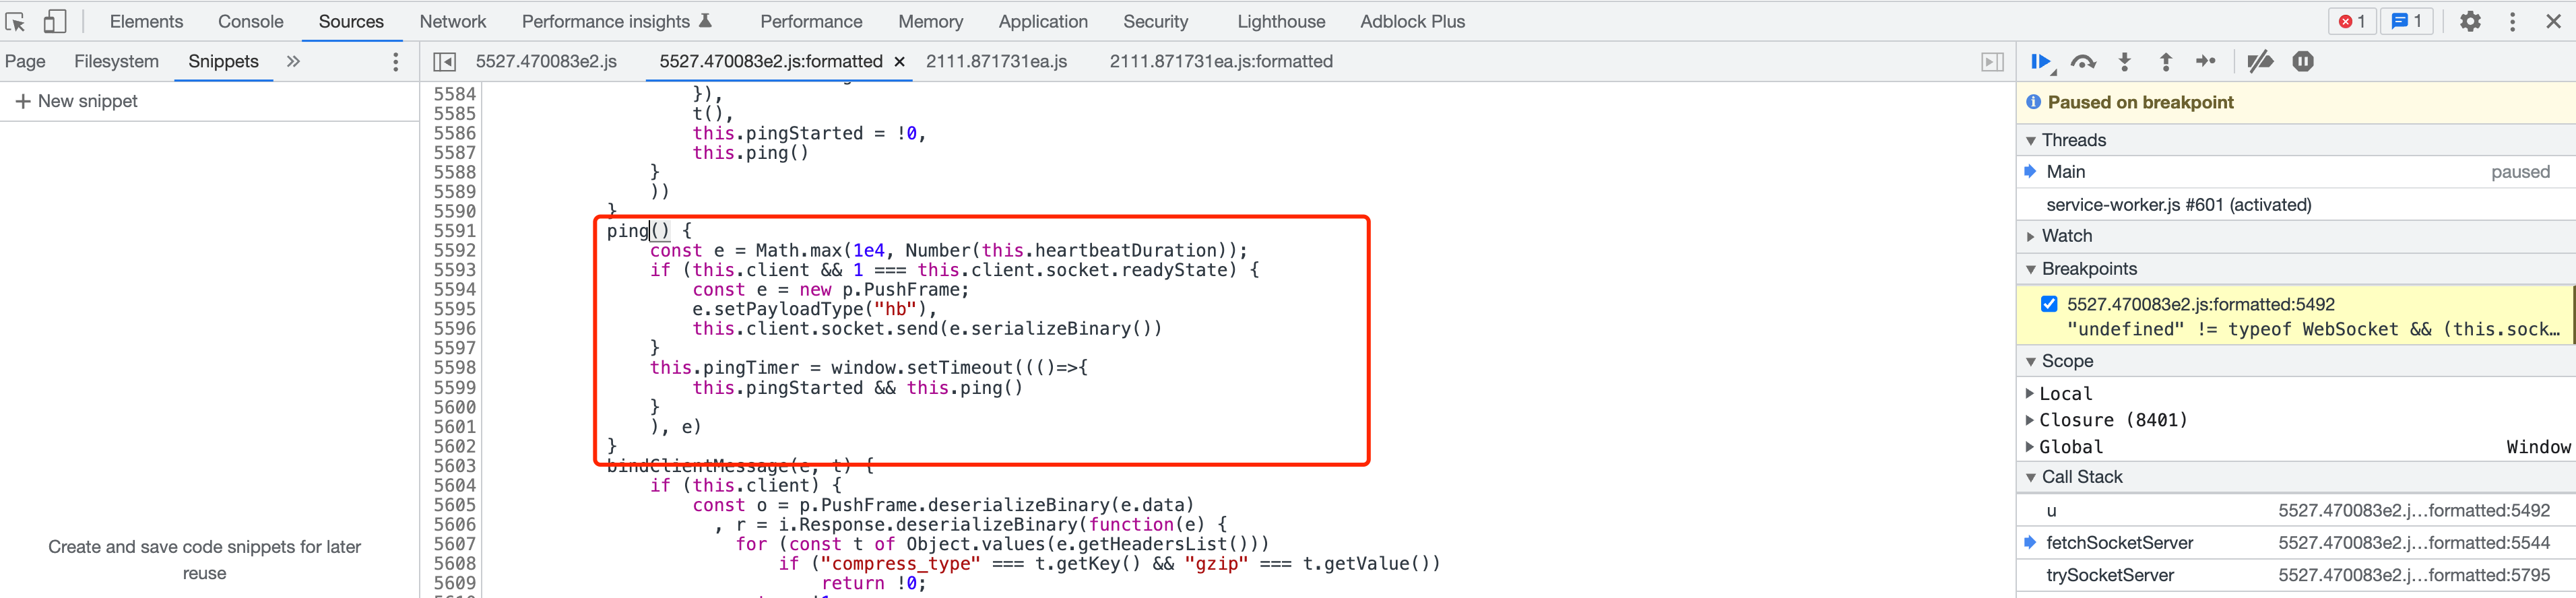 Elements Console Sources Network Performance insights Performance Memory Application Security Lighthouse Adblock Plus 1 1
Page Filesystem Snippets
5527.470083e2.js 5527.470083e2.js:formatted × 2111.871731ea.js 2111.871731ea.js:formatted
+ New snippet
Create and save code snippets for later
reuse
5584 }),
5585 t(),
5586 this.pingStarted = !0,
5587 this.ping()
5588 }
5589 ))
5590 }
5591 ping() {
5592 const e = Math.max(1e4, Number(this.heartbeatDuration));
5593 if (this.client && 1 === this.client.socket.readyState) {
5594 const e = new p.PushFrame;
5595 e.setPayloadType("hb"),
5596 this.client.socket.send(e.serializeBinary())
5597 }
5598 this.pingTimer = window.setTimeout((()=>{
5599 this.pingStarted && this.ping()
5600 }
5601 ), e)
5602 }
5603 bindClientMessage(e, t) {
5604 if (this.client) {
5605 const o = p.PushFrame.deserializeBinary(e.data)
5606 , r = i.Response.deserializeBinary(function(e) {
5607 for (const t of Object.values(e.getHeadersList()))
5608 if ("compress_type" === t.getKey() && "gzip" === t.getValue())
5609 return !0;
Paused on breakpoint
Threads
Main paused
service-worker.js #601 (activated)
Watch
Breakpoints
5527.470083e2.js:formatted:5492
"undefined" != typeof WebSocket && (this.sock…
Scope
Local
Closure (8401)
Global Window
Call Stack
u 5527.470083e2.j…formatted:5492
fetchSocketServer 5527.470083e2.j…formatted:5544
trySocketServer 5527.470083e2.j…formatted:5795